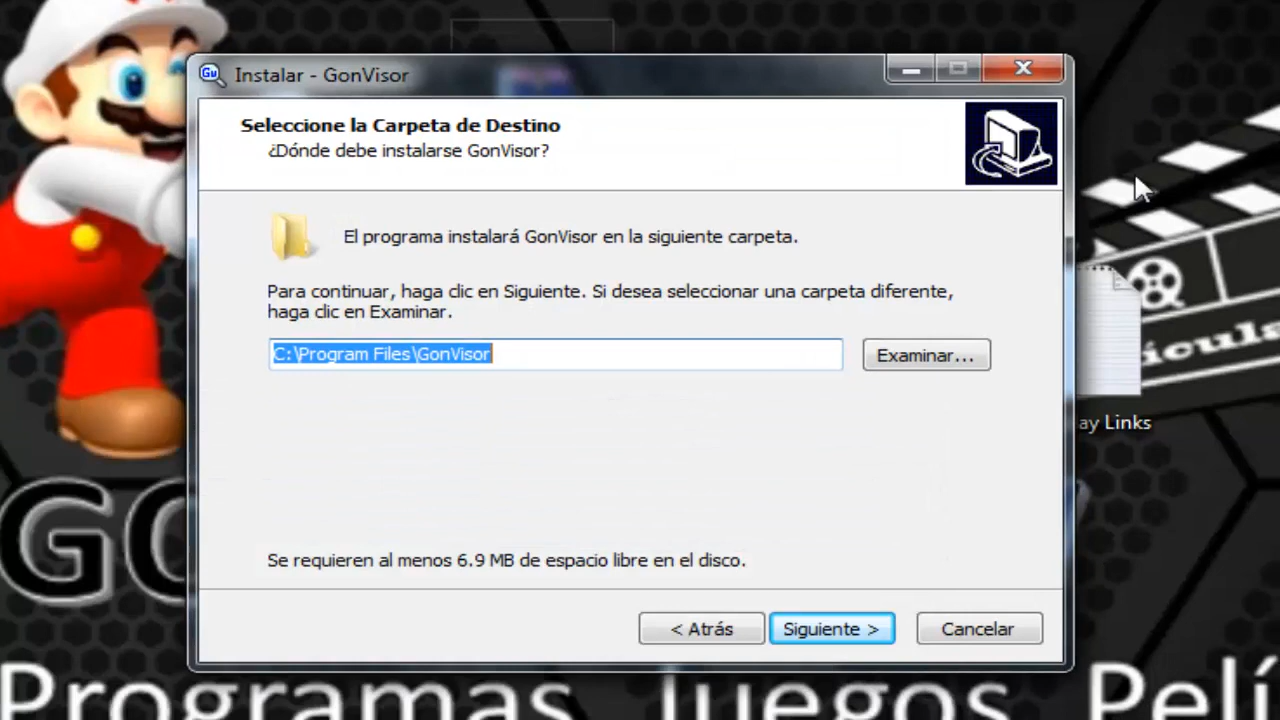 Instalar - GonVisor
Seleccione la Carpeta de Destino
¿Dónde debe instalarse GonVisor?
El programa instalará GonVisor en la siguiente carpeta.
Para continuar, haga clic en Siguiente. Si desea seleccionar una carpeta diferente,
haga clic en Examinar.
C:\Program Files\GonVisor
Examinar...
ay Links
Se requieren al menos 6.9 MB de espacio libre en el disco.
< Atrás
Siguiente >
Cancelar
Programas Juegos Pelí